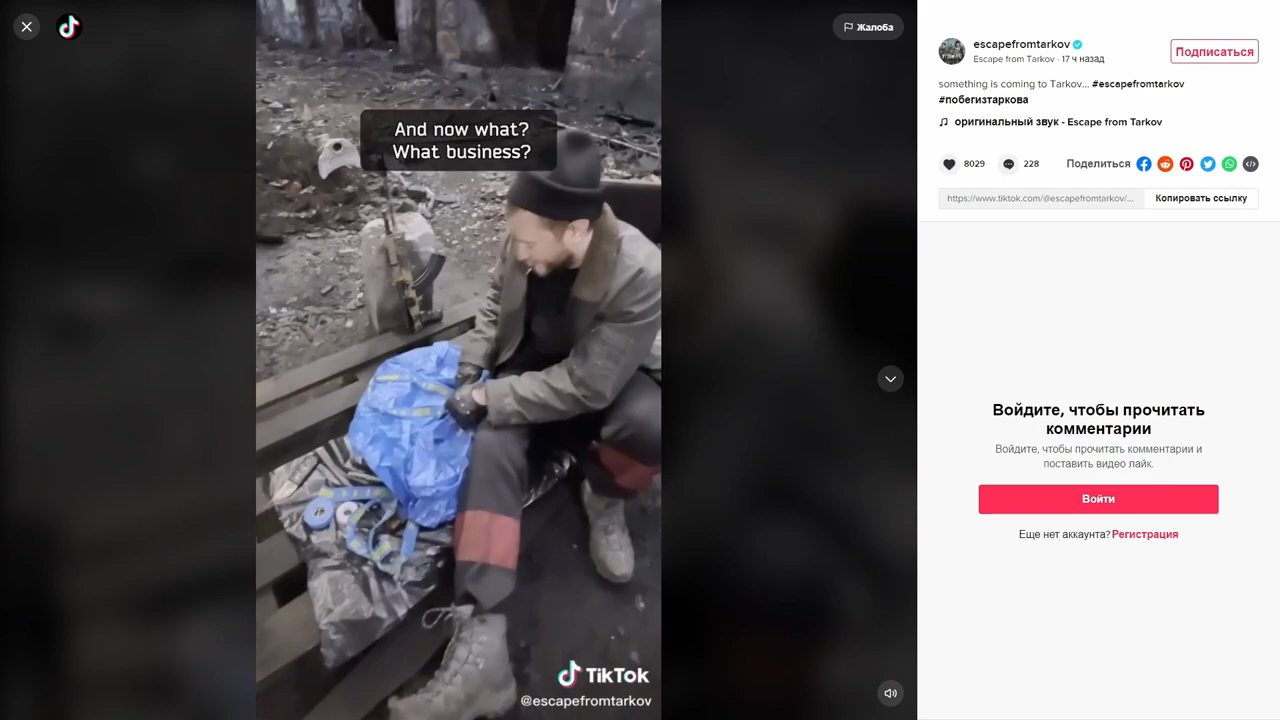 Жалоба
And now what?
What business?
TikTok
@escapefromtarkov
escapefromtarkov
Escape from Tarkov · 17 ч назад
Подписаться
something is coming to Tarkov... #escapefromtarkov
#побегизтаркова
оригинальный звук - Escape from Tarkov
8029
228
Поделиться
https://www.tiktok.com/@escapefromtarkov/...
Копировать ссылку
Войдите, чтобы прочитать
комментарии
Войдите, чтобы прочитать комментарии и
поставить видео лайк.
Войти
Еще нет аккаунта? Регистрация